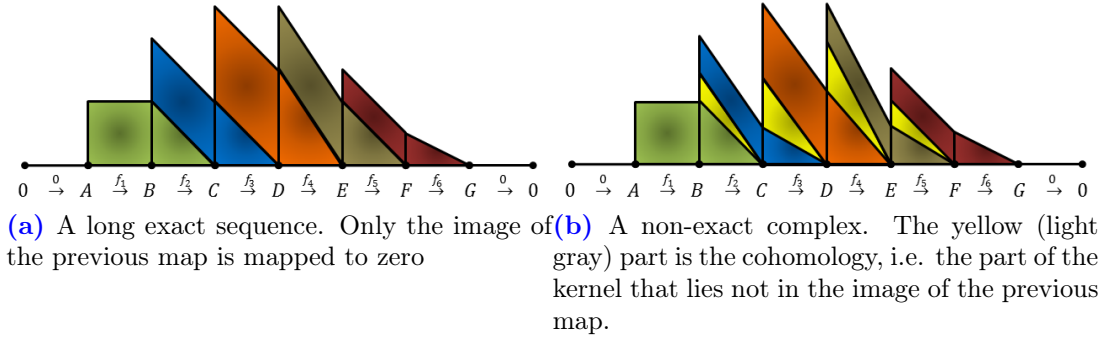 0 0→ A f₁→ B f₂→ C f₃→ D f₄→ E f₅→ F f₆→ G 0→ 0
(a) A long exact sequence. Only the image of
the previous map is mapped to zero
0 0→ A f₁→ B f₂→ C f₃→ D f₄→ E f₅→ F f₆→ G 0→ 0
(b) A non-exact complex. The yellow (light
gray) part is the cohomology, i.e. the part of the
kernel that lies not in the image of the previous
map.